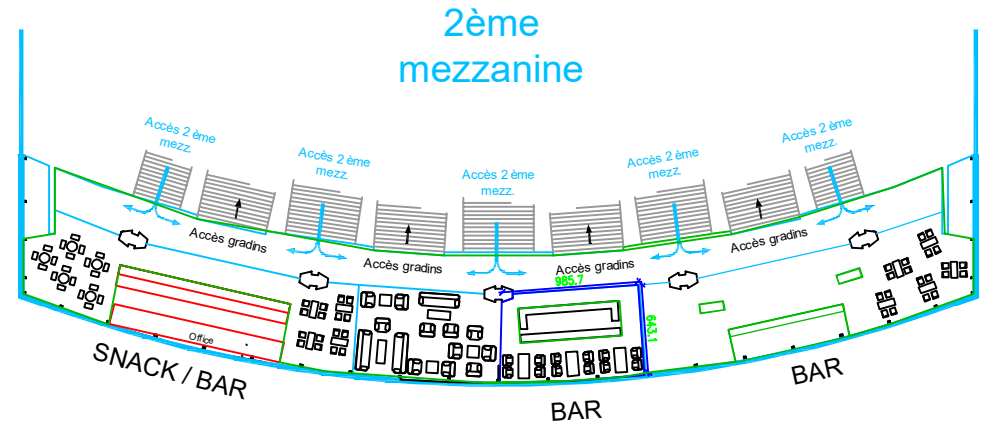 2ème
mezzanine
Accès 2 ème
mezz.
Accès 2 ème
mezz.
Accès 2 ème
mezz.
Accès 2 ème
mezz.
Accès 2 ème
mezz.
Accès gradins
Accès gradins
Accès gradins
Accès gradins
985.7
643.1
Office
SNACK / BAR
BAR
BAR